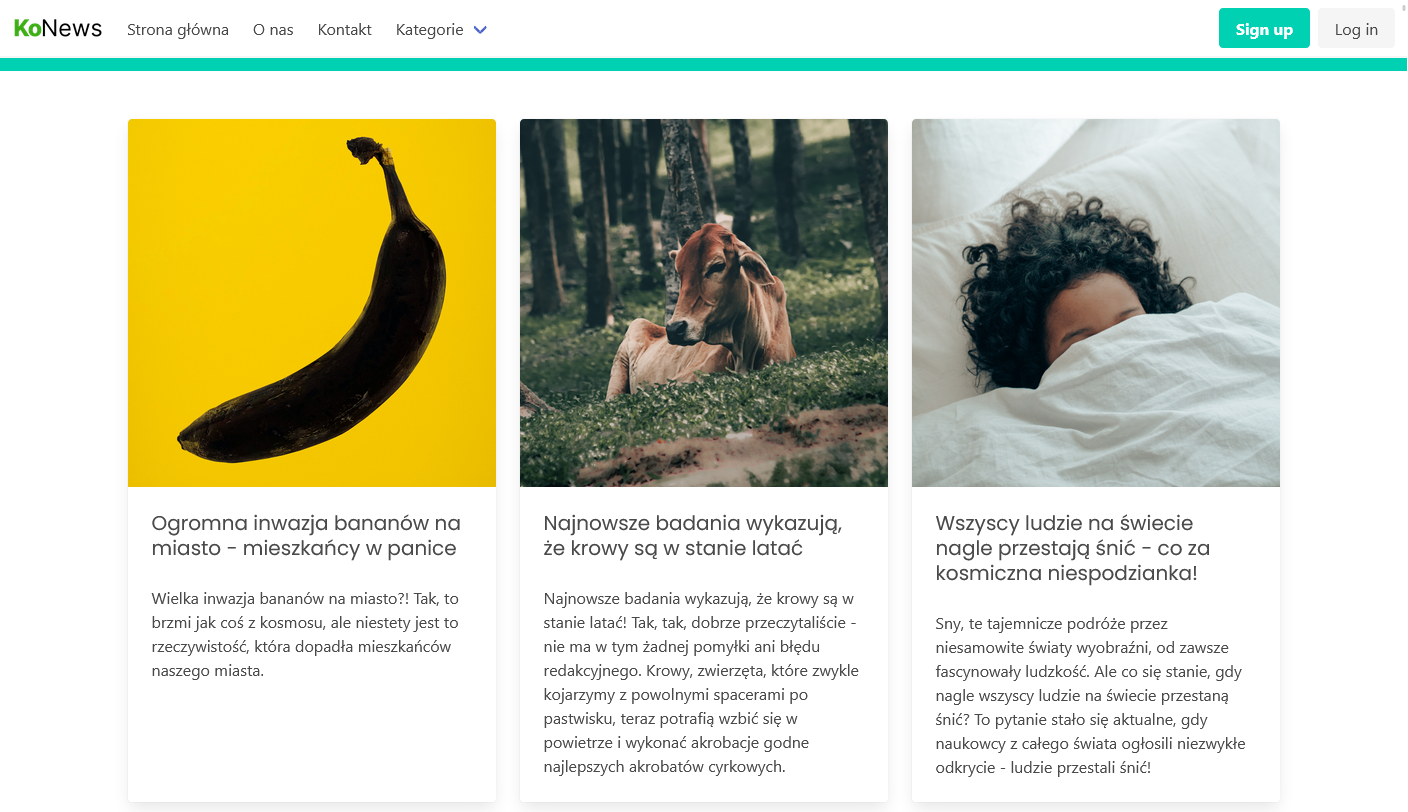 KoNews Strona główna O nas Kontakt Kategorie Sign up Log in
Ogromna inwazja bananów na
miasto - mieszkańcy w panice
Wielka inwazja bananów na miasto?! Tak, to
brzmi jak coś z kosmosu, ale niestety jest to
rzeczywistość, która dopadła mieszkańców
naszego miasta.
Najnowsze badania wykazują,
że krowy są w stanie latać
Najnowsze badania wykazują, że krowy są w
stanie latać! Tak, tak, dobrze przeczytaliście -
nie ma w tym żadnej pomyłki ani błędu
redakcyjnego. Krowy, zwierzęta, które zwykle
kojarzymy z powolnymi spacerami po
pastwisku, teraz potrafią wzbić się w
powietrze i wykonać akrobacje godne
najlepszych akrobatów cyrkowych.
Wszyscy ludzie na świecie
nagle przestają śnić - co za
kosmiczna niespodzianka!
Sny, te tajemnicze podróże przez
niesamowite światy wyobraźni, od zawsze
fascynowały ludzkość. Ale co się stanie, gdy
nagle wszyscy ludzie na świecie przestaną
śnić? To pytanie stało się aktualne, gdy
naukowcy z całego świata ogłosili niezwykłe
odkrycie - ludzie przestali śnić!